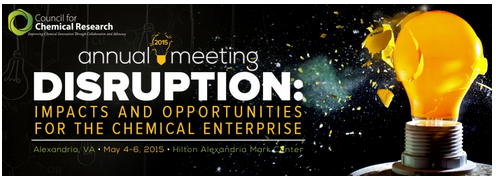 Council for
Chemical Research
Improving Chemical Innovation Through Collaboration and Advocacy
2015
annual meeting
DISRUPTION:
IMPACTS AND OPPORTUNITIES
FOR THE CHEMICAL ENTERPRISE
Alexandria, VA • May 4-6, 2015 • Hilton Alexandria Mark Center